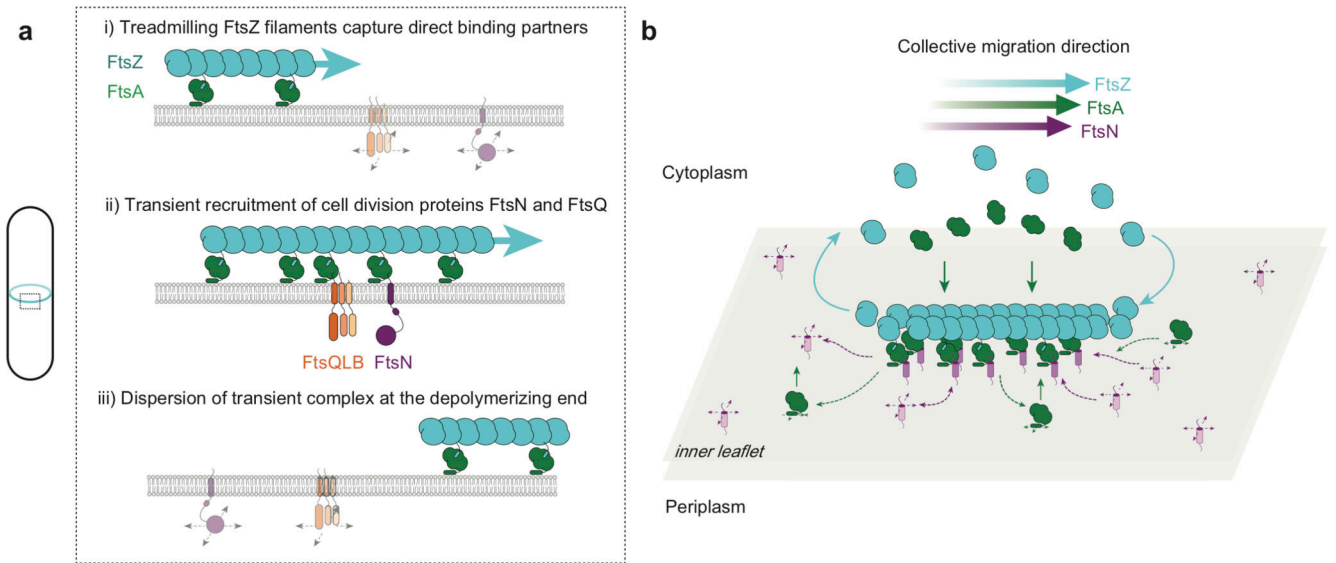 a
i) Treadmilling FtsZ filaments capture direct binding partners
FtsZ
FtsA
ii) Transient recruitment of cell division proteins FtsN and FtsQ
FtsQLB
FtsN
iii) Dispersion of transient complex at the depolymerizing end
b
Collective migration direction
FtsZ
FtsA
FtsN
Cytoplasm
inner leaflet
Periplasm